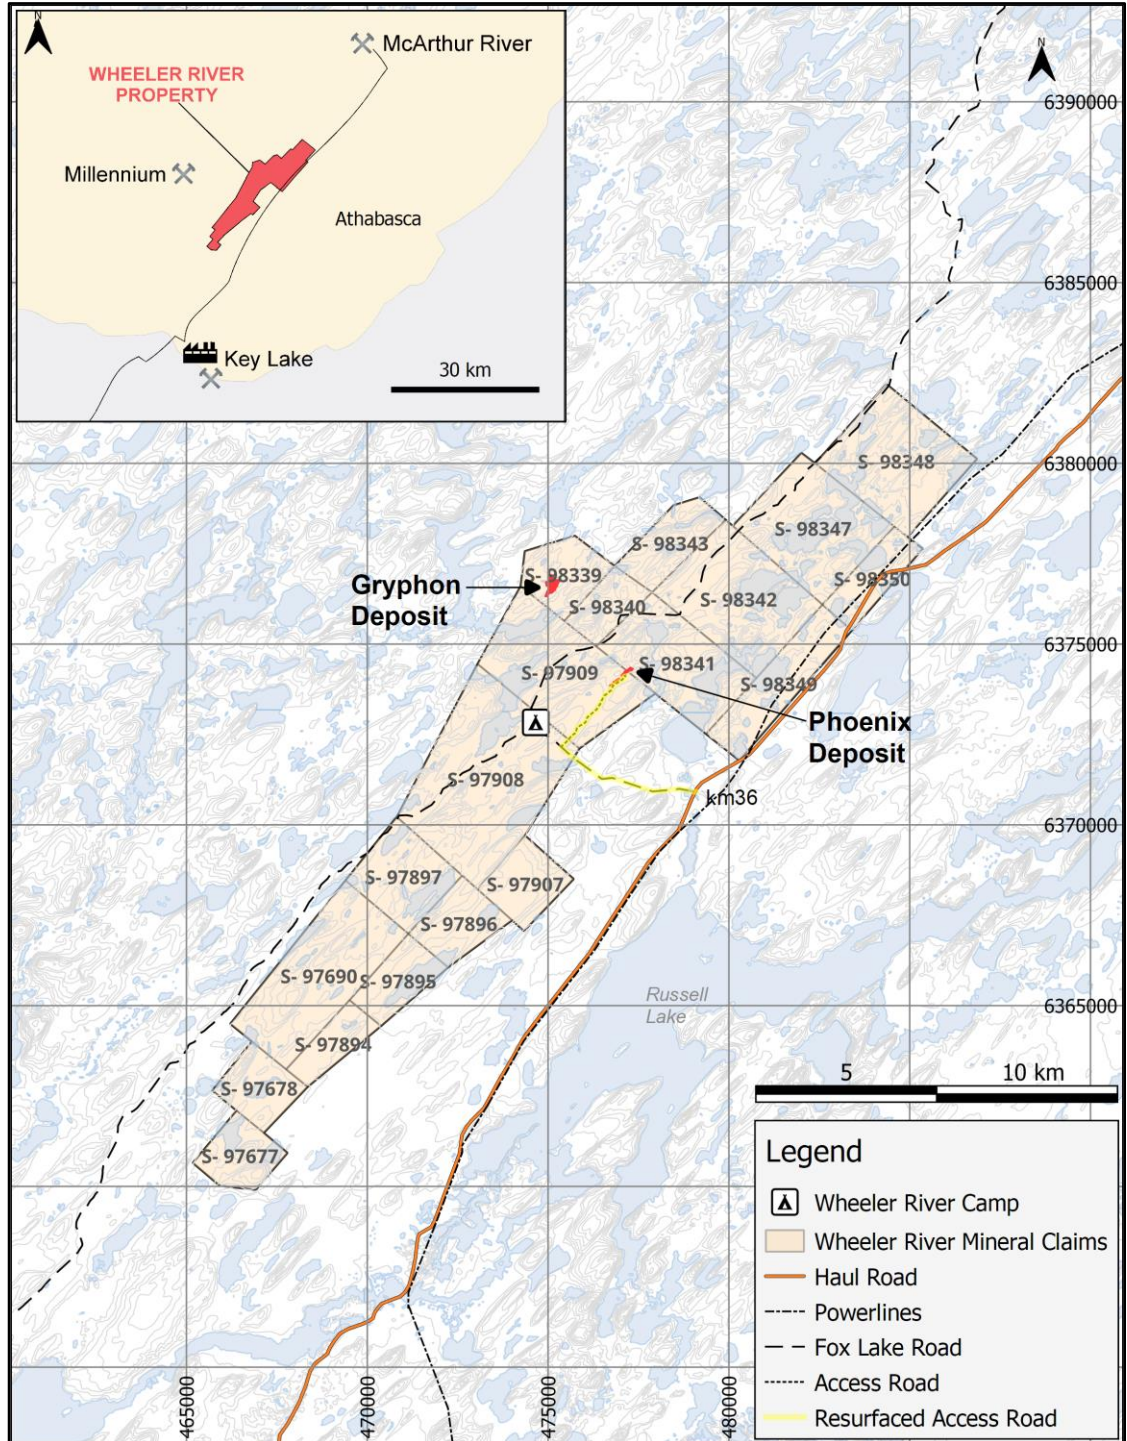 N
McArthur River
WHEELER RIVER
PROPERTY
Millennium
Athabasca
Key Lake
30 km
N
6390000
6385000
6380000
6375000
6370000
6365000
S- 98348
S- 98347
S- 98343
S- 98350
S- 98339
S- 98342
S- 98340
Gryphon
Deposit
S- 97909
S- 98341
S- 98349
Phoenix
Deposit
S- 97908
km36
S- 97897
S- 97907
S- 97896
S- 97690
S- 97895
Russell
Lake
S- 97894
S- 97678
S- 97677
5
10 km
Legend
Wheeler River Camp
Wheeler River Mineral Claims
Haul Road
Powerlines
Fox Lake Road
Access Road
Resurfaced Access Road
465000
470000
475000
480000